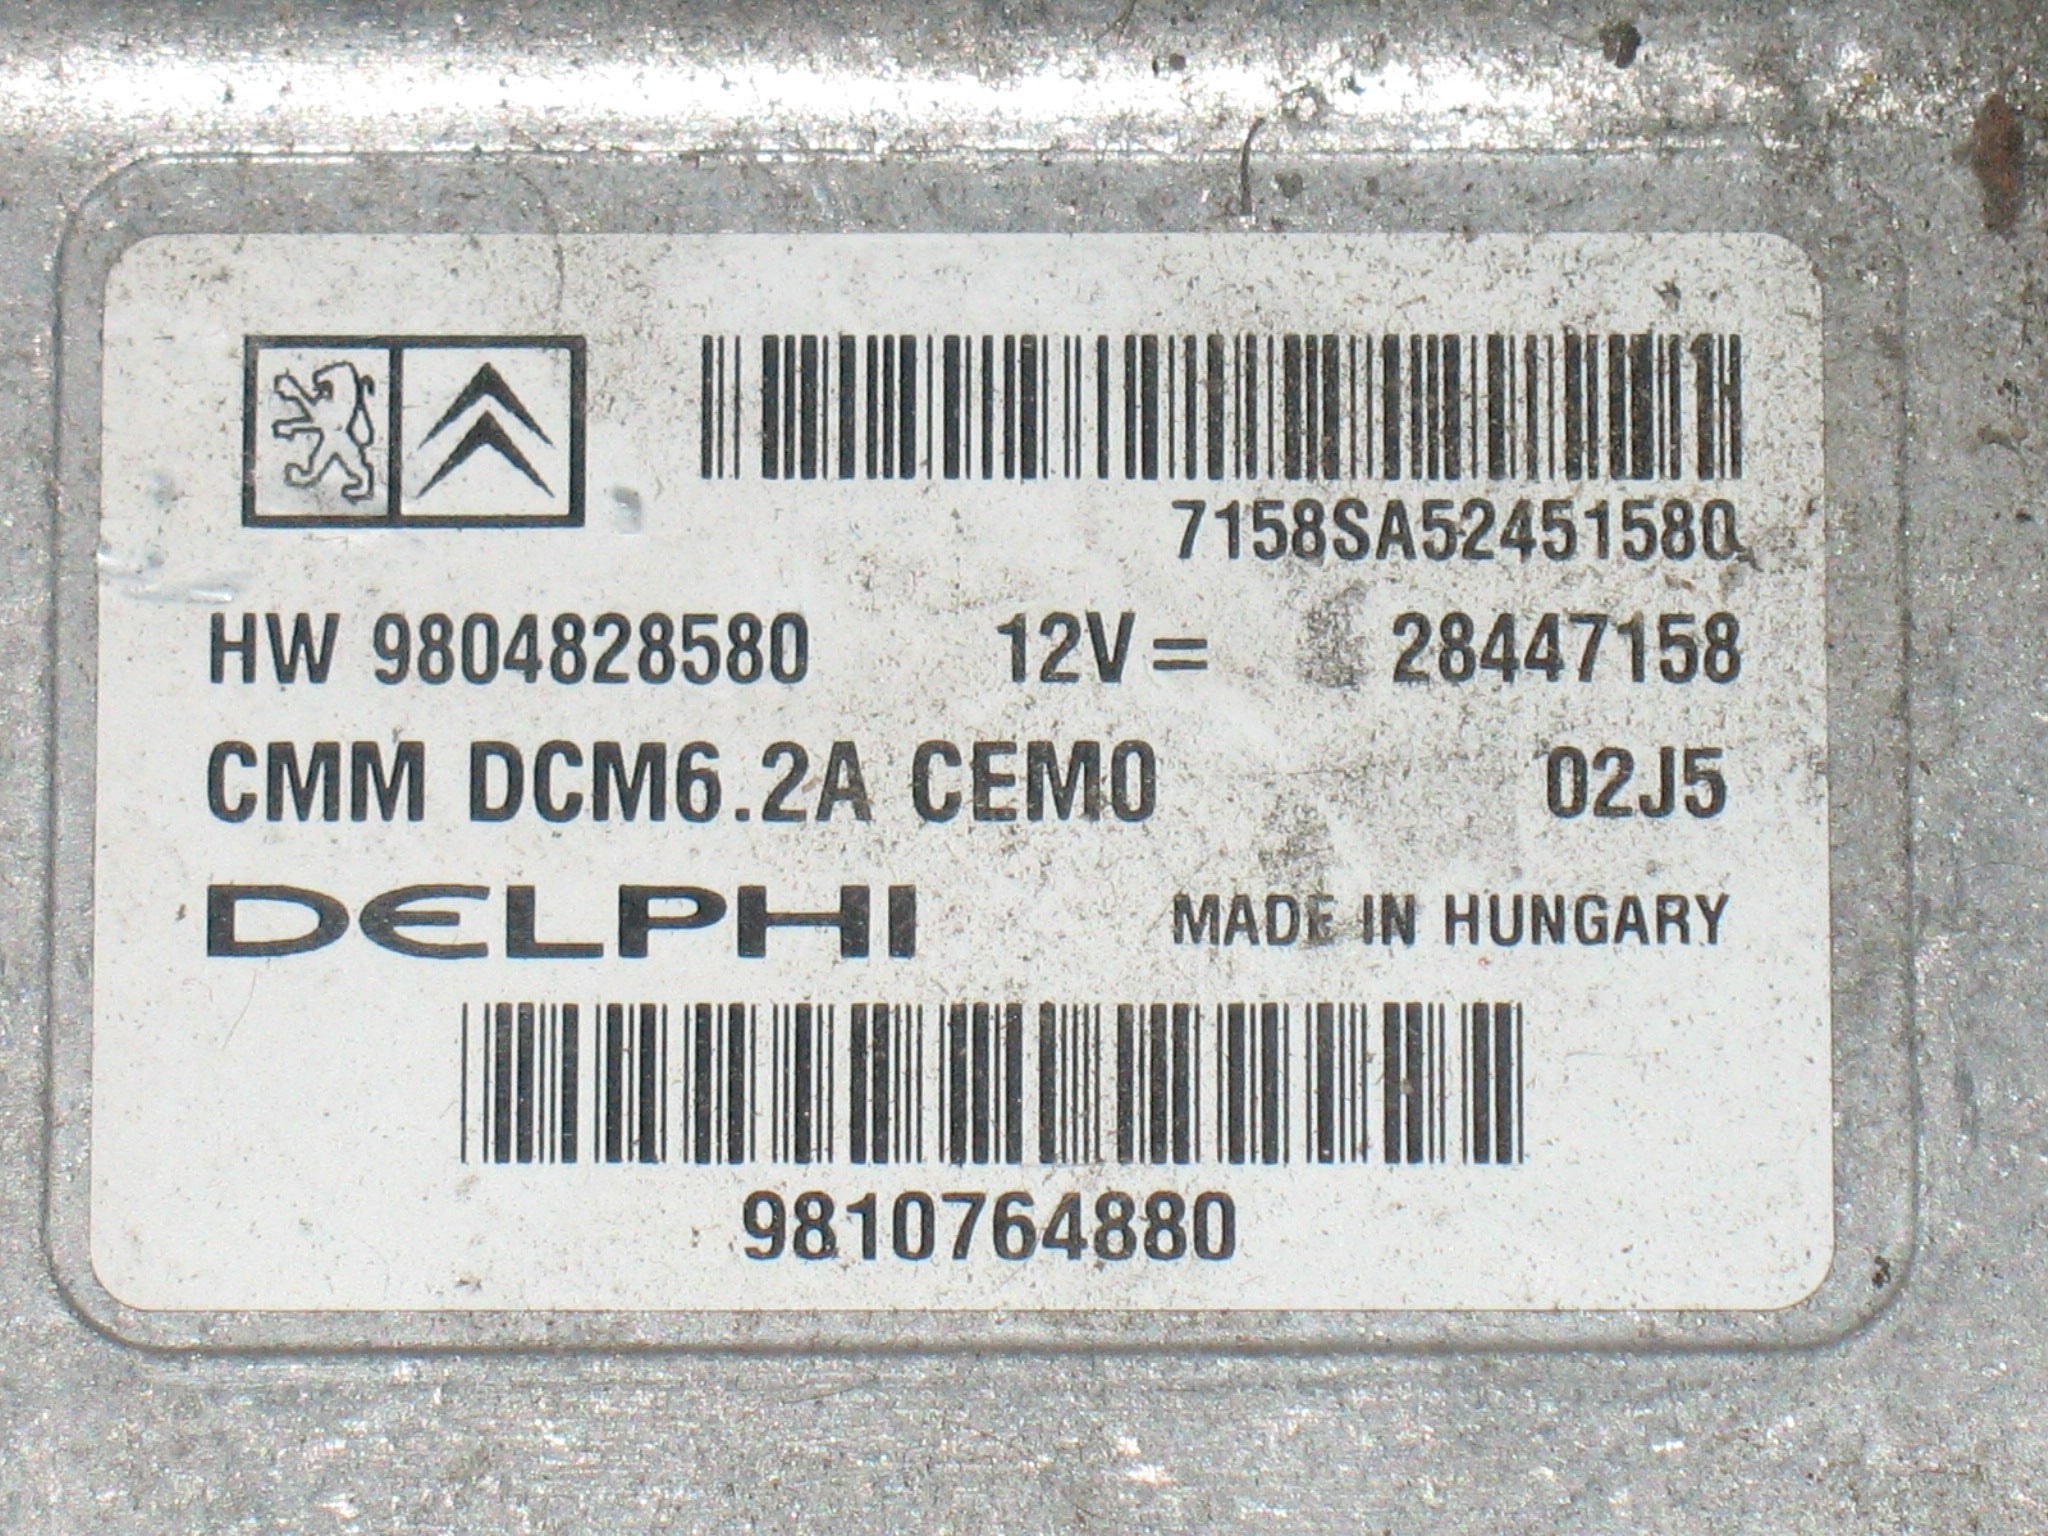 7158SA52451580
HW 9804828580 12V= 28447158
CMM DCM6.2A CEM0 02J5
DELPHI MADE IN HUNGARY
9810764880